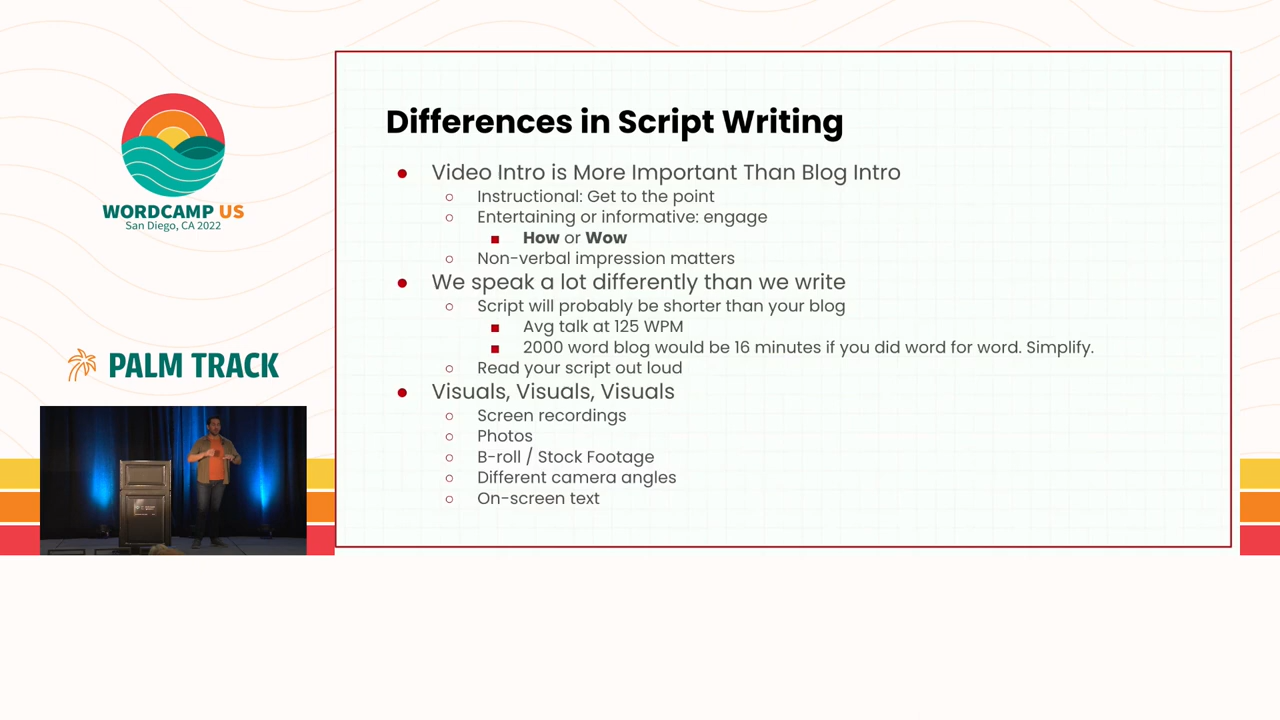 WORDCAMP US
San Diego, CA 2022
PALM TRACK
Differences in Script Writing
Video Intro is More Important Than Blog Intro
Instructional: Get to the point
Entertaining or informative: engage
How or Wow
Non-verbal impression matters
We speak a lot differently than we write
Script will probably be shorter than your blog
Avg talk at 125 WPM
2000 word blog would be 16 minutes if you did word for word. Simplify.
Read your script out loud
Visuals, Visuals, Visuals
Screen recordings
Photos
B-roll / Stock Footage
Different camera angles
On-screen text